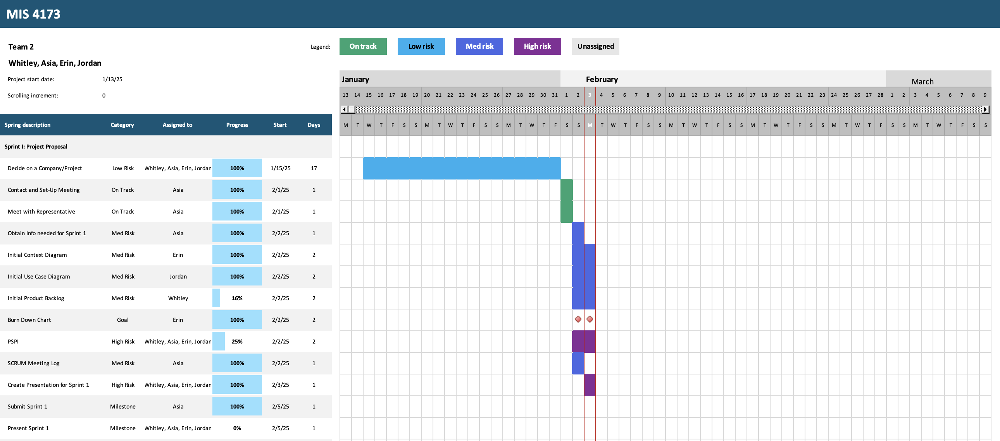 MIS 4173
Team 2
Legend: On track Low risk Med risk High risk Unassigned
Whitley, Asia, Erin, Jordan
Project start date: 1/13/25
January February March
Scrolling increment: 0
13 14 15 16 17 18 19 20 21 22 23 24 25 26 27 28 29 30 31 1 2 3 4 5 6 7 8 9 10 11 12 13 14 15 16 17 18 19 20 21 22 23 24 25 26 27 28 1 2 3 4 5 6 7 8 9
Spring description Category Assigned to Progress Start Days
M T W T F S S M T W T F S S M T W T F S S M T W T F S S M T W T F S S M T W T F S S M T W T F S S M T W T F S S
Sprint I: Project Proposal
Decide on a Company/Project Low Risk Whitley, Asia, Erin, Jordan 100% 1/15/25 17
Contact and Set-Up Meeting On Track Asia 100% 2/1/25 1
Meet with Representative On Track Asia 100% 2/1/25 1
Obtain Info needed for Sprint 1 Med Risk Asia 100% 2/2/25 1
Initial Context Diagram Med Risk Erin 100% 2/2/25 2
Initial Use Case Diagram Med Risk Jordan 100% 2/2/25 2
Initial Product Backlog Med Risk Whitley 16% 2/2/25 2
Burn Down Chart Goal Erin 100% 2/2/25 2
PSPI High Risk Whitley, Asia, Erin, Jordan 25% 2/2/25 2
SCRUM Meeting Log Med Risk Asia 100% 2/2/25 1
Create Presentation for Sprint 1 High Risk Whitley, Asia, Erin, Jordan 100% 2/3/25 1
Submit Sprint 1 Milestone Asia 100% 2/5/25 1
Present Sprint 1 Milestone Whitley, Asia, Erin, Jordan 0% 2/5/25 1